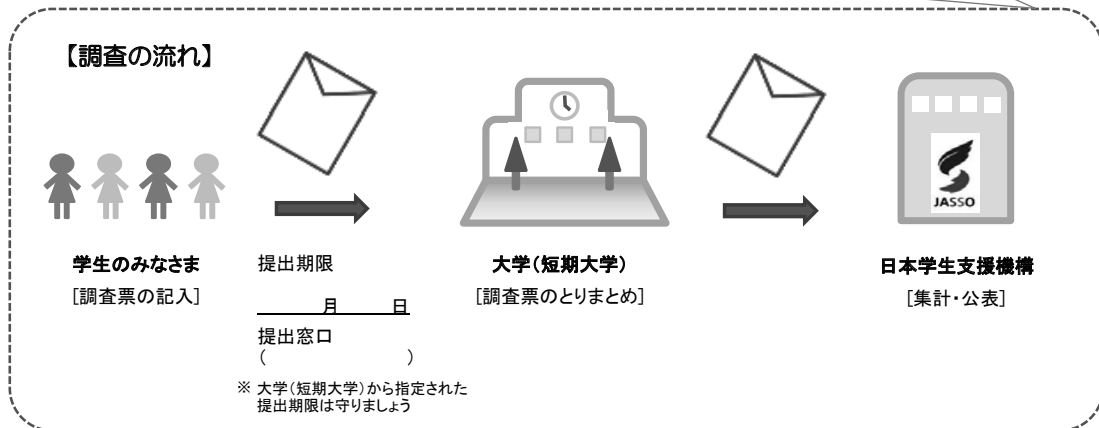 【調査の流れ】
JASSO
学生のみなさま
[調査票の記入]
提出期限
月 日
提出窓口
( )
※ 大学(短期大学)から指定された
提出期限は守りましょう
大学(短期大学)
[調査票のとりまとめ]
日本学生支援機構
[集計・公表]